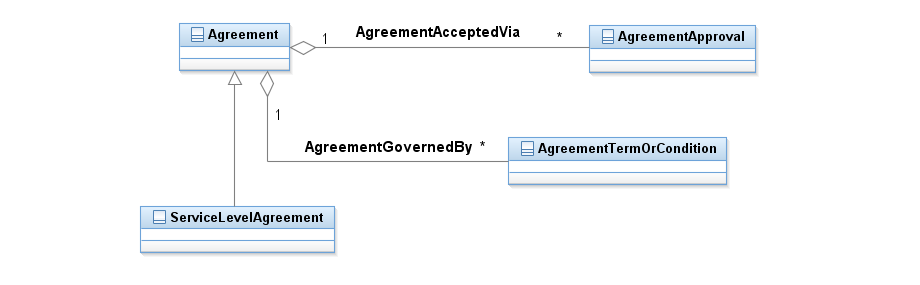 Agreement
1
AgreementAcceptedVia
*
AgreementApproval
1
AgreementGovernedBy
*
AgreementTermOrCondition
ServiceLevelAgreement